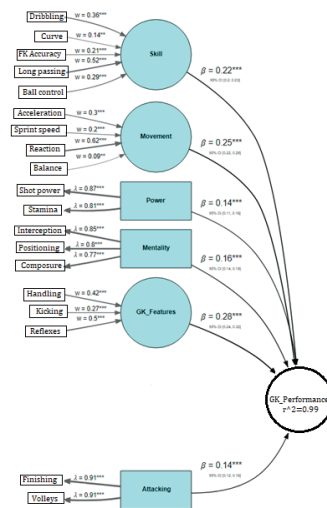 Dribbling
w = 0.36***
Curve
w = 0.14**
FK Accuracy
w = 0.21***
w = 0.52***
Long passing
w = 0.29***
Ball control
Skill
β = 0.22***
Acceleration
w = 0.3***
Sprint speed
w = 0.2***
Reaction
w = 0.62***
Balance
w = 0.09**
Movement
β = 0.25***
Shot power
λ = 0.87***
Stamina
λ = 0.81***
Power
β = 0.14***
Interception
λ = 0.85***
Positioning
λ = 0.8***
Composure
λ = 0.77***
Mentality
β = 0.16***
Handling
w = 0.42***
Kicking
w = 0.27***
Reflexes
w = 0.5***
GK_Features
β = 0.28***
GK_Performance
r^2=0.99
Finishing
λ = 0.91***
Volleys
λ = 0.91***
Attacking
β = 0.14***